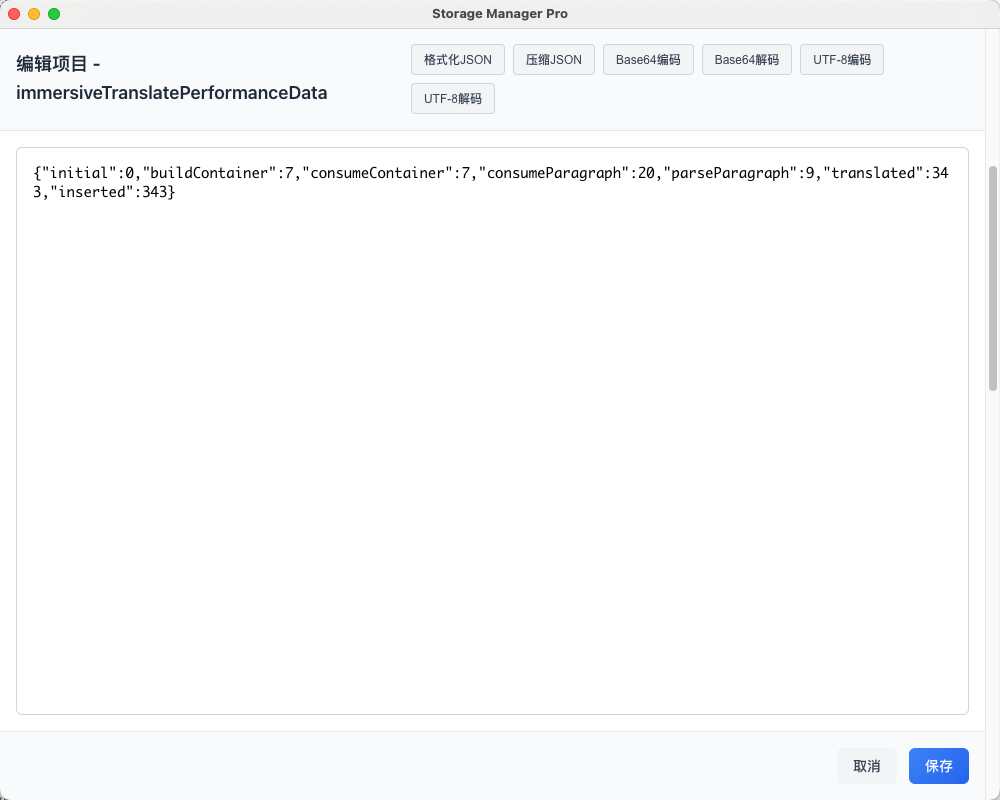 Storage Manager Pro
编辑项目 -
immersiveTranslatePerformanceData
格式化JSON
压缩JSON
Base64编码
Base64解码
UTF-8编码
UTF-8解码
{"initial":0,"buildContainer":7,"consumeContainer":7,"consumeParagraph":20,"parseParagraph":9,"translated":34
3,"inserted":343}
取消
保存